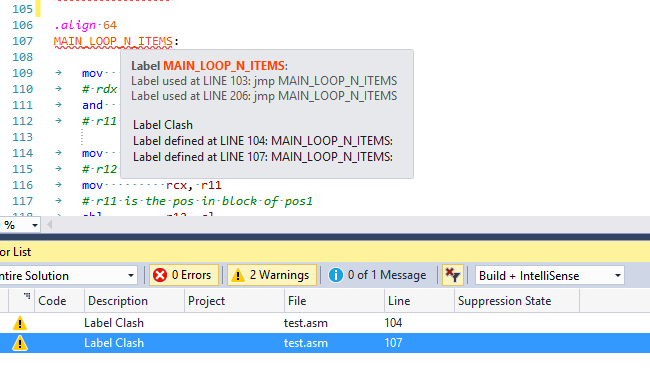 105
106 .align 64
107 MAIN_LOOP_N_ITEMS:
108
109 mov
110 # rdx
111 and
112 # r11
113
114 mov
115 # r12
116 mov rcx, r11
117 # r11 is the pos in block of pos1
118 r12, cl
Label MAIN_LOOP_N_ITEMS:
Label used at LINE 103: jmp MAIN_LOOP_N_ITEMS
Label used at LINE 206: jmp MAIN_LOOP_N_ITEMS
Label Clash
Label defined at LINE 104: MAIN_LOOP_N_ITEMS:
Label defined at LINE 107: MAIN_LOOP_N_ITEMS:
%
or List
ntire Solution
0 Errors
2 Warnings
0 of 1 Message
Build + IntelliSense
Code Description Project File Line Suppression State
Label Clash test.asm 104
Label Clash test.asm 107